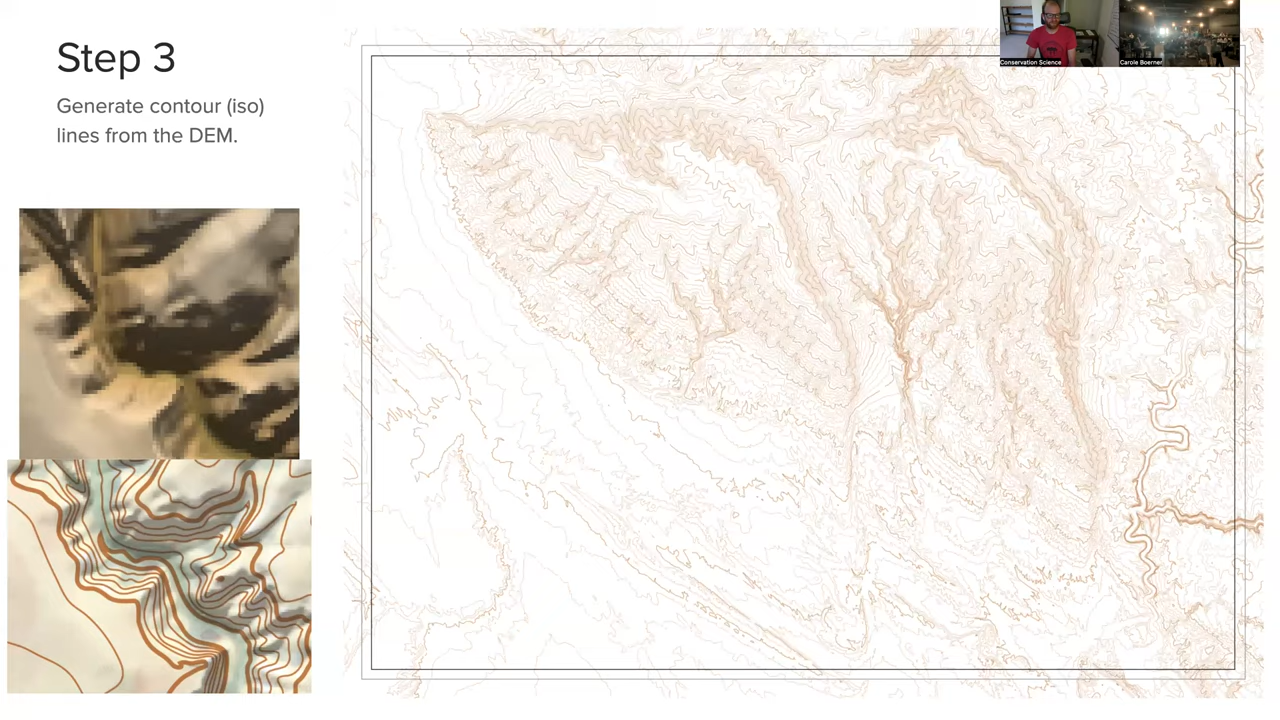 Step 3
Generate contour (iso)
lines from the DEM.
Conservation Science
Carole Boerner